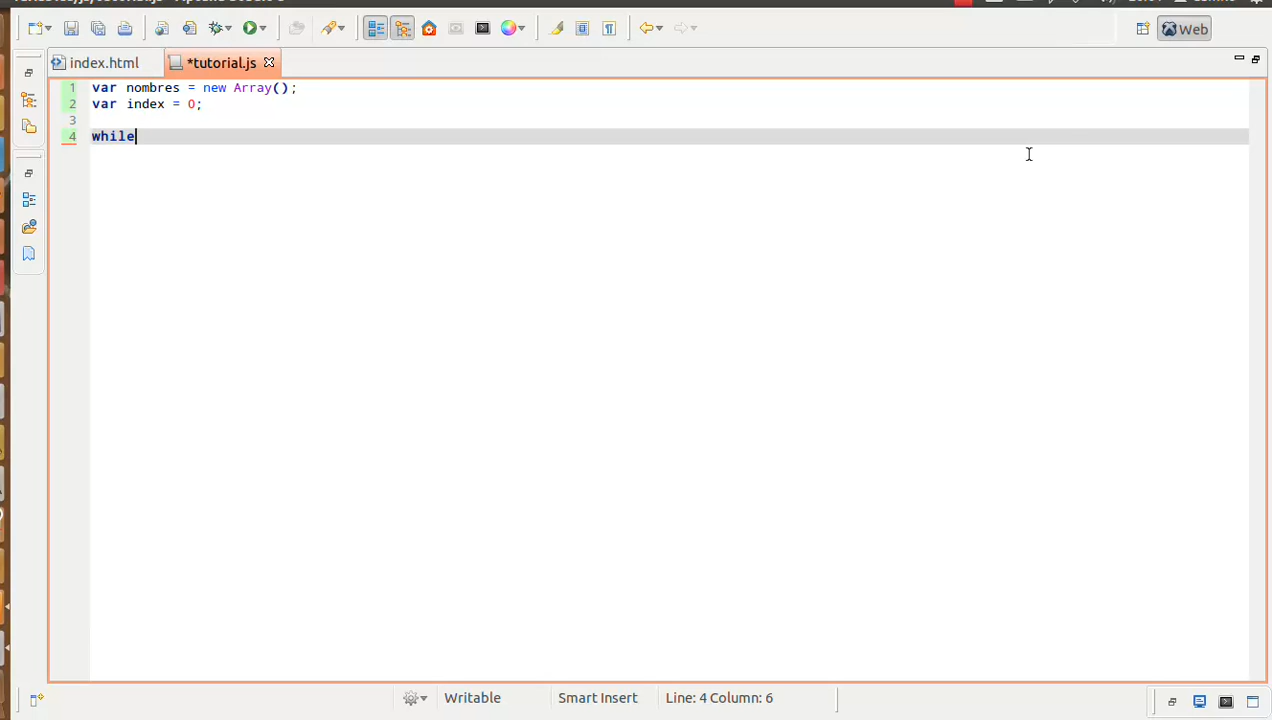 Web
index.html
*tutorial.js
1 var nombres = new Array();
2 var index = 0;
3
4 while
Writable
Smart Insert
Line: 4 Column: 6